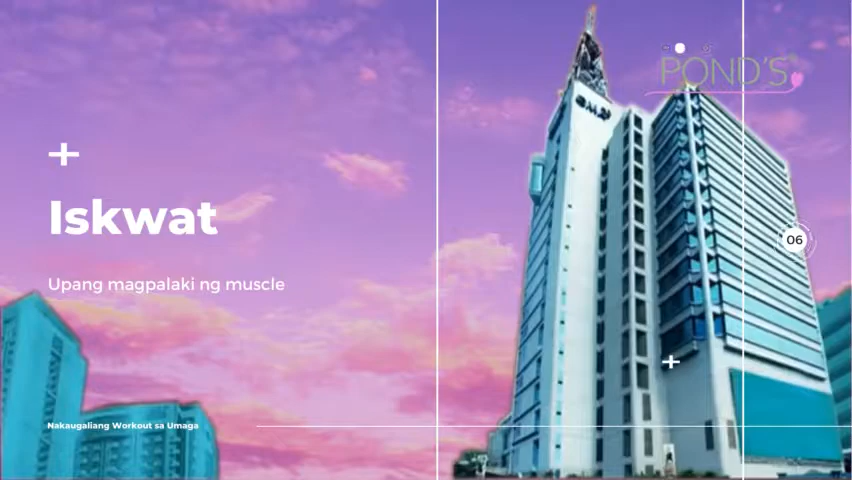 POND'S
+
Iskwat
Upang magpalaki ng muscle
06
+
Nakaugaliang Workout sa Umaga